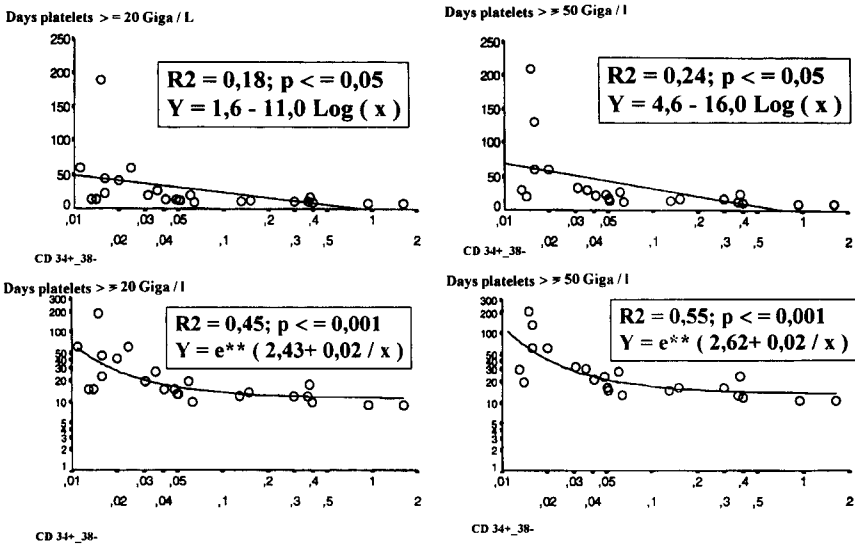 Days platelets > = 20 Giga / L
250
200
150
100
50
0
R2 = 0,18; p < = 0,05
Y = 1,6 - 11,0 Log ( x )
,01 ,03 ,05 ,1 ,3 ,5 1
,02 ,04 ,2 ,4 2
CD 34+_38-
Days platelets > = 50 Giga / l
250
200
150
100
50
0
R2 = 0,24; p < = 0,05
Y = 4,6 - 16,0 Log ( x )
,01 ,03 ,05 ,2 ,4 1
,02 ,04 ,1 ,3 ,5 2
CD 34+_38-
Days platelets > = 20 Giga / l
300
200
100
50
40
30
20
10
5
4
3
2
1
R2 = 0,45; p < = 0,001
Y = e** ( 2,43+ 0,02 / x )
,01 ,03 ,05 ,2 ,4 1
,02 ,04 ,1 ,3 ,5 2
CD 34+_38-
Days platelets > = 50 Giga / l
300
200
100
50
40
30
20
10
5
4
3
2
1
R2 = 0,55; p < = 0,001
Y = e** ( 2,62+ 0,02 / x )
,01 ,03 ,05 ,2 ,4 1
,02 ,04 ,1 ,3 ,5 2
CD 34+_38-